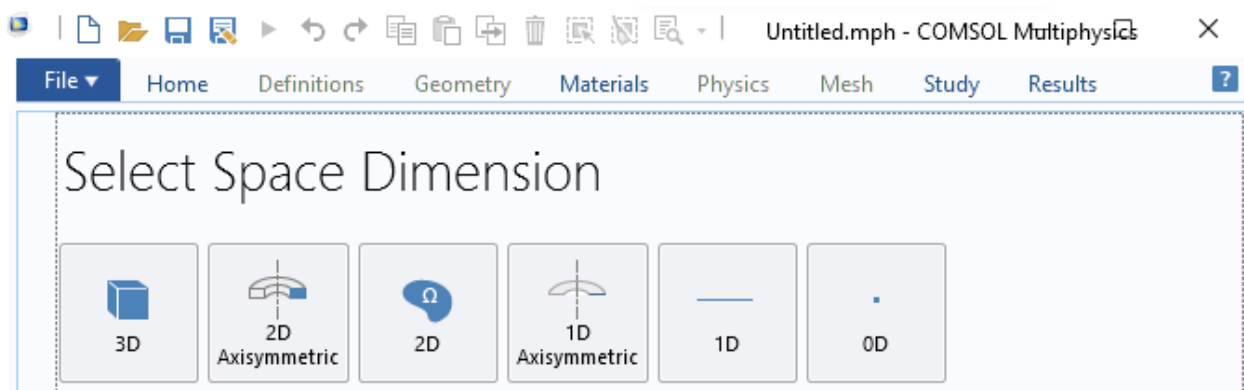 Untitled.mph - COMSOL Multiphysics
File Home Definitions Geometry Materials Physics Mesh Study Results ?
Select Space Dimension
Ω
3D 2D Axisymmetric 2D 1D Axisymmetric 1D 0D